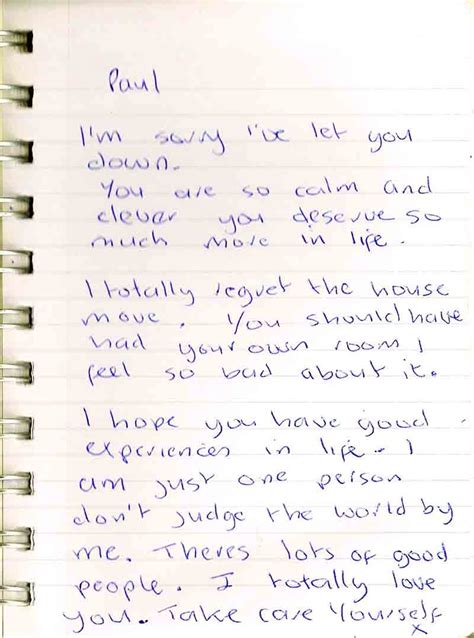 Paul
I'm sorry i've let you
down.
You are so calm and
clever you deserve so
much more in life.
I totally regret the house
move. You should have
had your own room I
feel so bad about it.
I hope you have good
experiences in life - I
am just one person
don't judge the world by
me. Theres lots of good
people. I totally love
you. Take care Yourself
x